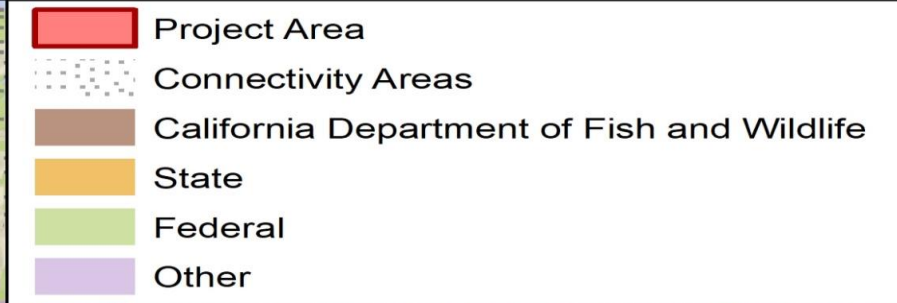 Project Area
Connectivity Areas
California Department of Fish and Wildlife
State
Federal
Other